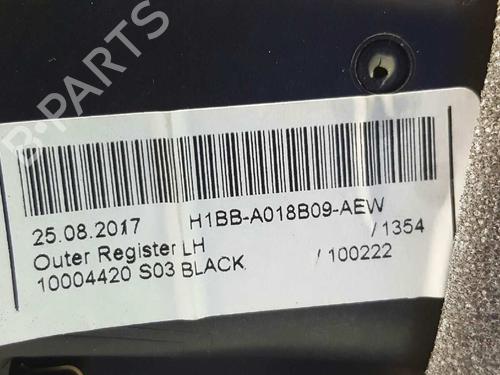 B-PARTS
25.08.2017 H1BB-A018B09-AEW
Outer Register LH /1354
10004420 S03 BLACK /100222